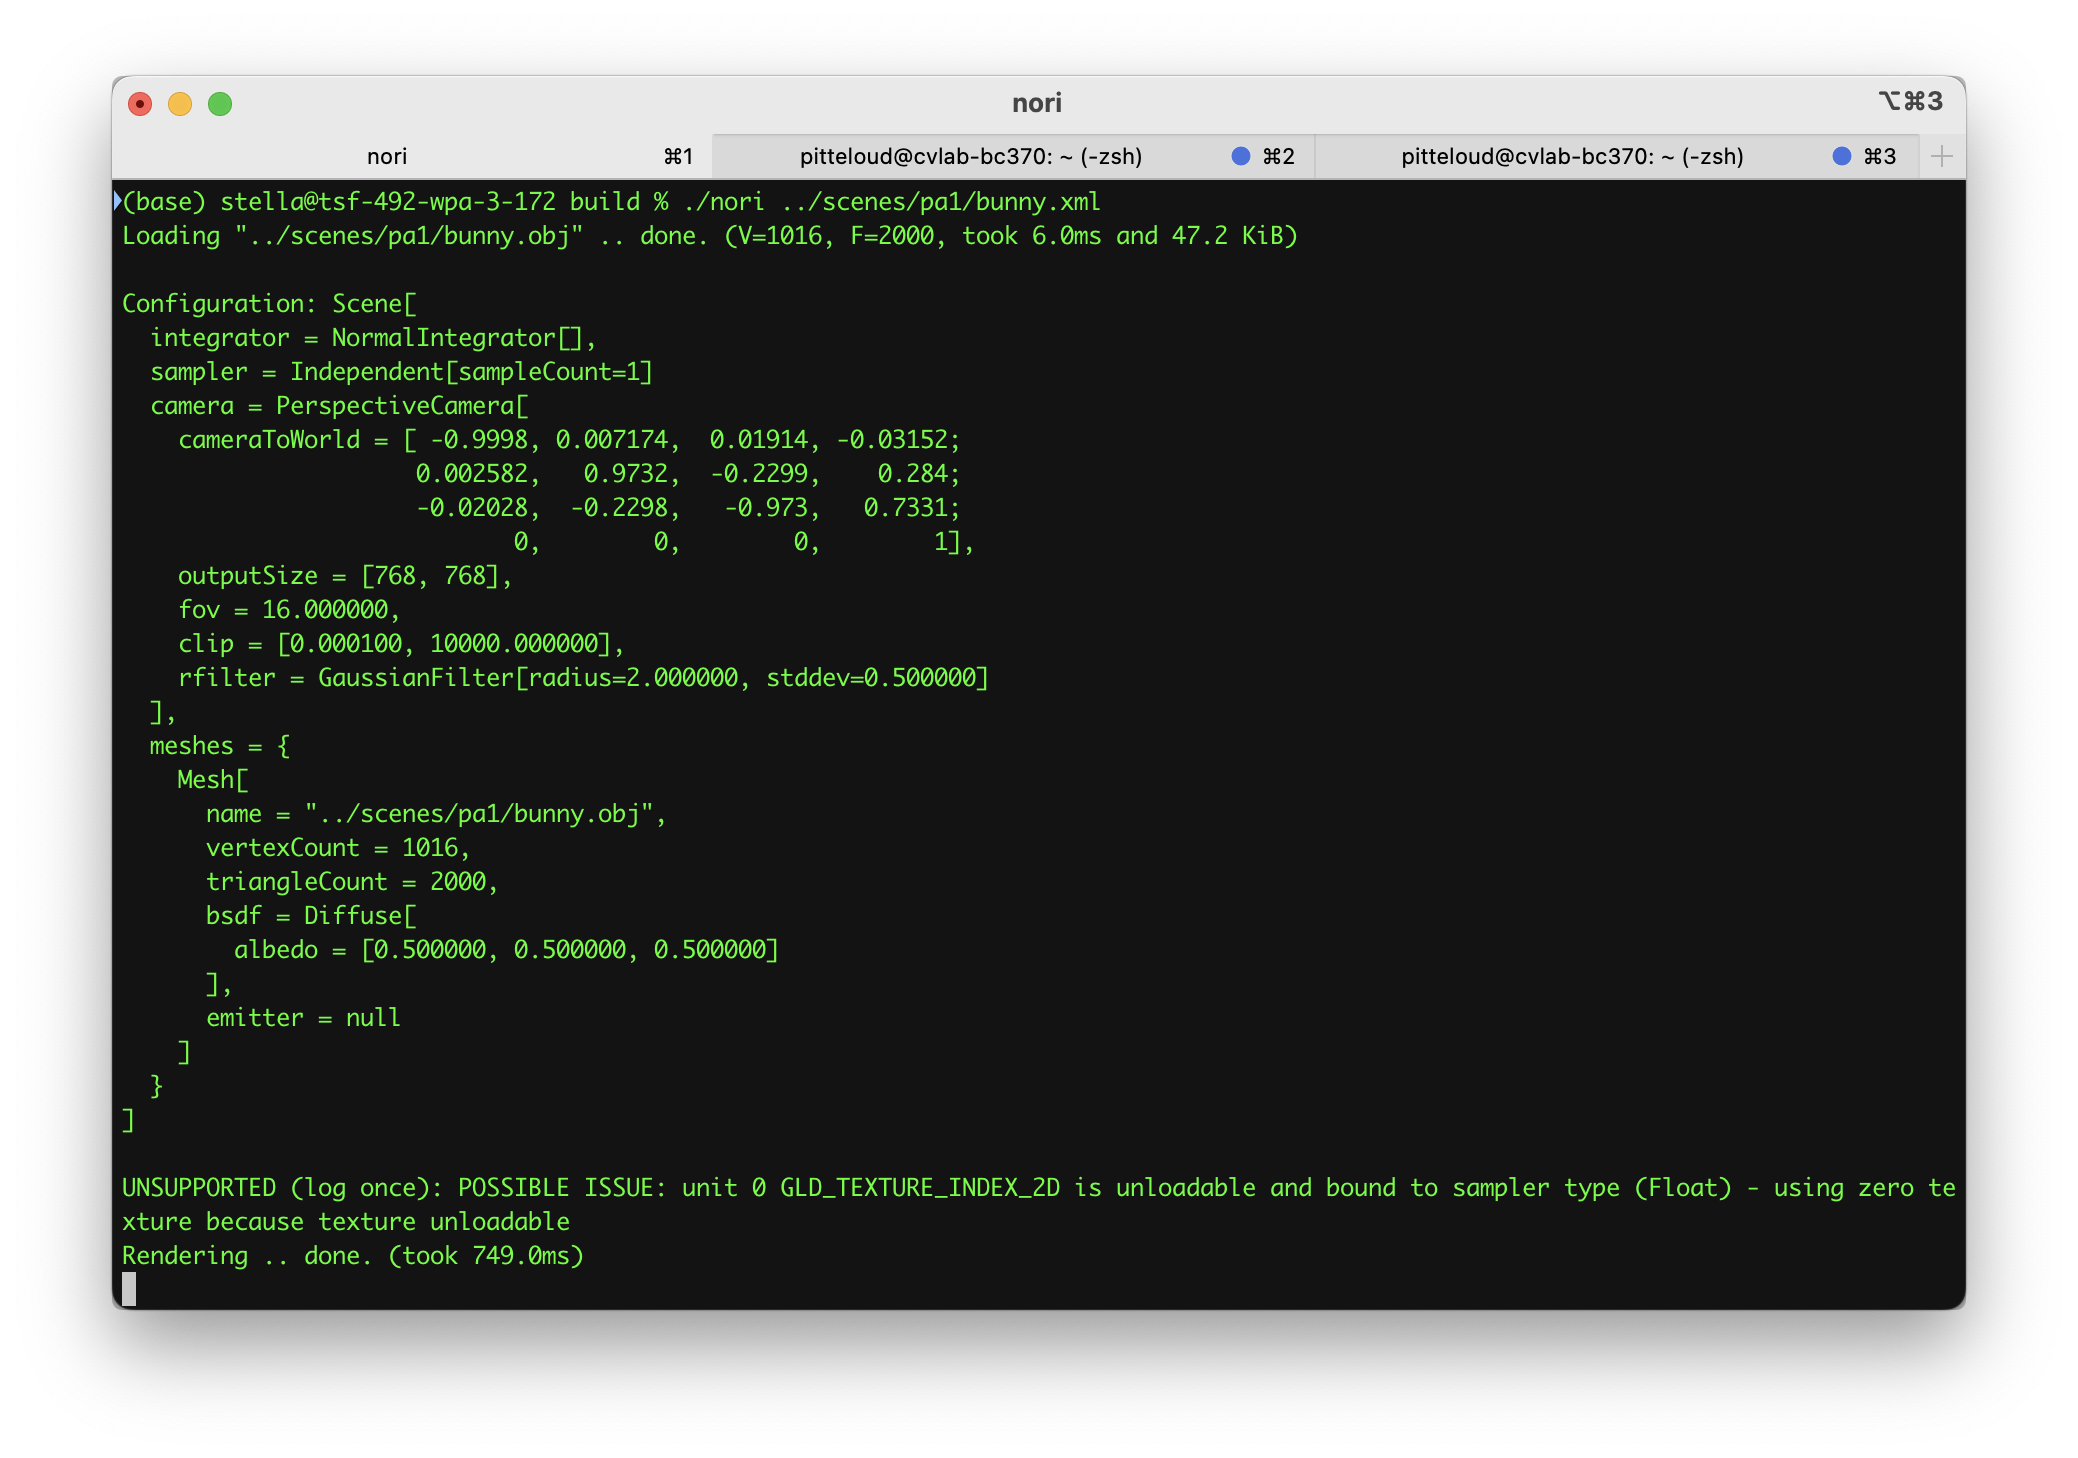 nori
⌥⌘3
nori ⌘1 pitteloud@cvlab-bc370: ~ (-zsh) ⌘2 pitteloud@cvlab-bc370: ~ (-zsh) ⌘3
(base) stella@tsf-492-wpa-3-172 build % ./nori ../scenes/pa1/bunny.xml
Loading "../scenes/pa1/bunny.obj" .. done. (V=1016, F=2000, took 6.0ms and 47.2 KiB)
Configuration: Scene[
  integrator = NormalIntegrator[],
  sampler = Independent[sampleCount=1]
  camera = PerspectiveCamera[
    cameraToWorld = [ -0.9998, 0.007174,  0.01914, -0.03152;
                     0.002582,   0.9732,  -0.2299,    0.284;
                     -0.02028,  -0.2298,   -0.973,   0.7331;
                            0,        0,        0,        1],
    outputSize = [768, 768],
    fov = 16.000000,
    clip = [0.000100, 10000.000000],
    rfilter = GaussianFilter[radius=2.000000, stddev=0.500000]
  ],
  meshes = {
    Mesh[
      name = "../scenes/pa1/bunny.obj",
      vertexCount = 1016,
      triangleCount = 2000,
      bsdf = Diffuse[
        albedo = [0.500000, 0.500000, 0.500000]
      ],
      emitter = null
    ]
  }
]
UNSUPPORTED (log once): POSSIBLE ISSUE: unit 0 GLD_TEXTURE_INDEX_2D is unloadable and bound to sampler type (Float) - using zero te
xture because texture unloadable
Rendering .. done. (took 749.0ms)